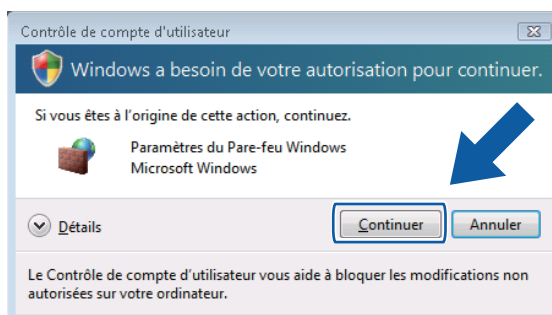 Contrôle de compte d'utilisateur
Windows a besoin de votre autorisation pour continuer.
Si vous êtes à l'origine de cette action, continuez.
Paramètres du Pare-feu Windows
Microsoft Windows
Détails
Continuer
Annuler
Le Contrôle de compte d'utilisateur vous aide à bloquer les modifications non
autorisées sur votre ordinateur.